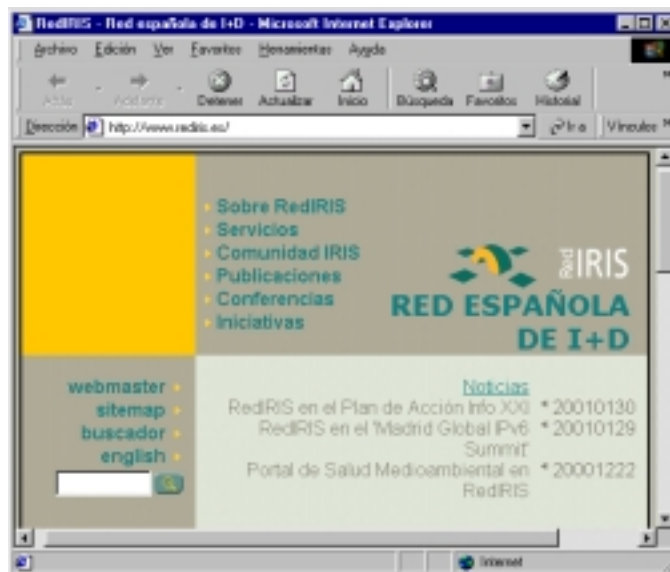 RedIRIS - Red española de I+D - Microsoft Internet Explorer
Archivo Edición Ver Favoritos Herramientas Ayuda
Atrás Adelante Detener Actualizar Inicio Búsqueda Favoritos Historial
Dirección http://www.rediris.es/ Ir a Vínculos
Sobre RedIRIS
Servicios
Comunidad IRIS
Publicaciones
Conferencias
Iniciativas
Red IRIS
RED ESPAÑOLA
DE I+D
webmaster
sitemap
buscador
english
Noticias
RedIRIS en el Plan de Acción Info XXI * 20010130
RedIRIS en el 'Madrid Global IPv6 * 20010129
Summit'
Portal de Salud Medioambiental en * 20001222
RedIRIS
Internet